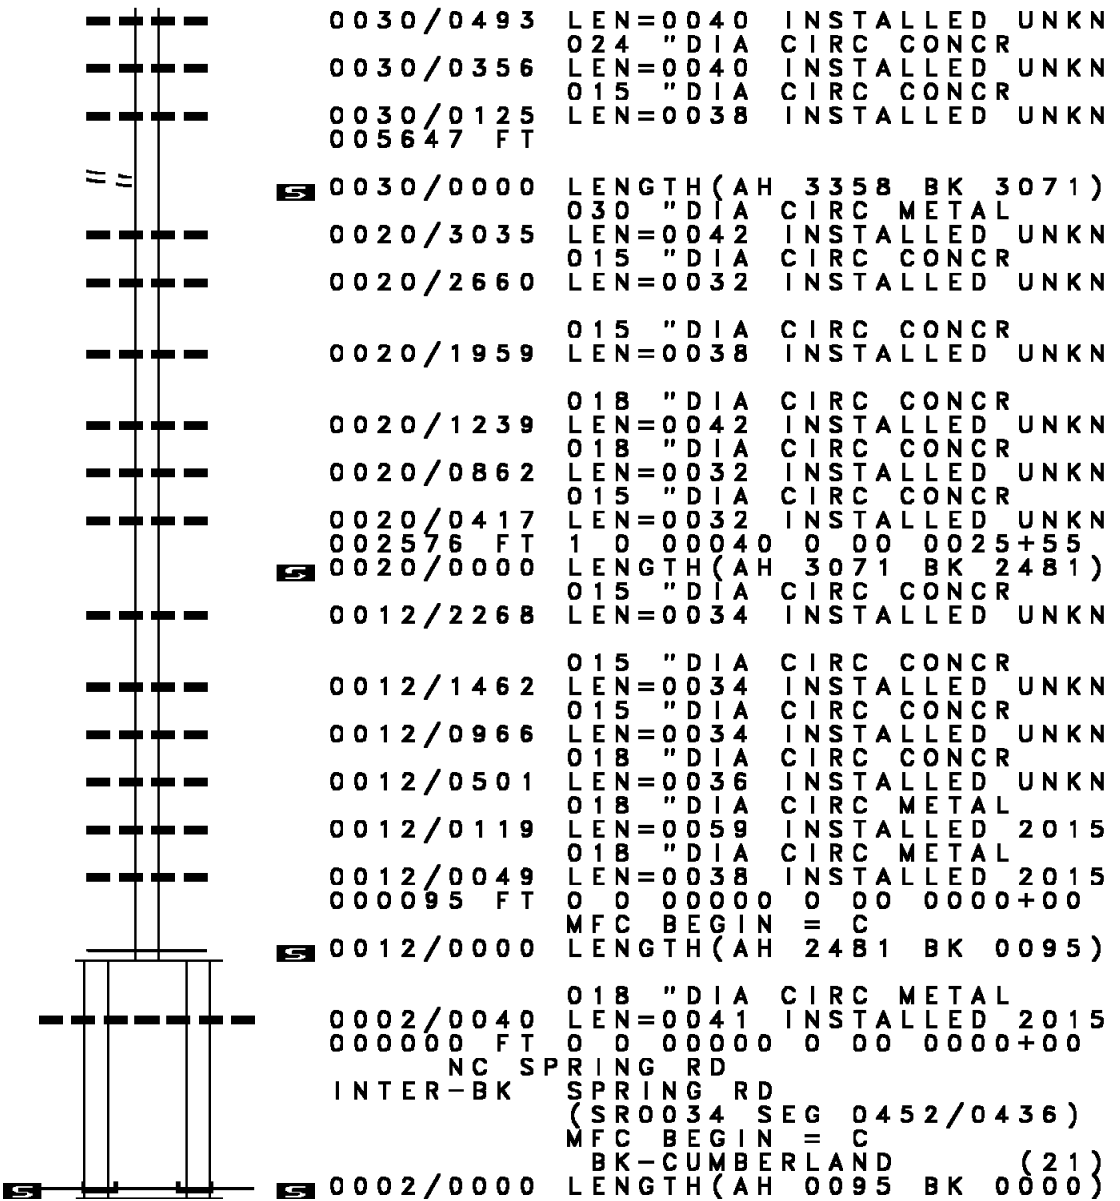 0030/0493 LEN=0040 INSTALLED UNKN
024 "DIA CIRC CONCR
0030/0356 LEN=0040 INSTALLED UNKN
015 "DIA CIRC CONCR
0030/0125 LEN=0038 INSTALLED UNKN
005647 FT
S 0030/0000 LENGTH(AH 3358 BK 3071)
030 "DIA CIRC METAL
0020/3035 LEN=0042 INSTALLED UNKN
015 "DIA CIRC CONCR
0020/2660 LEN=0032 INSTALLED UNKN
015 "DIA CIRC CONCR
0020/1959 LEN=0038 INSTALLED UNKN
018 "DIA CIRC CONCR
0020/1239 LEN=0042 INSTALLED UNKN
018 "DIA CIRC CONCR
0020/0862 LEN=0032 INSTALLED UNKN
015 "DIA CIRC CONCR
0020/0417 LEN=0032 INSTALLED UNKN
002576 FT 1 0 00040 0 00 0025+55
S 0020/0000 LENGTH(AH 3071 BK 2481)
015 "DIA CIRC CONCR
0012/2268 LEN=0034 INSTALLED UNKN
015 "DIA CIRC CONCR
0012/1462 LEN=0034 INSTALLED UNKN
015 "DIA CIRC CONCR
0012/0966 LEN=0034 INSTALLED UNKN
018 "DIA CIRC CONCR
0012/0501 LEN=0036 INSTALLED UNKN
018 "DIA CIRC METAL
0012/0119 LEN=0059 INSTALLED 2015
018 "DIA CIRC METAL
0012/0049 LEN=0038 INSTALLED 2015
000095 FT 0 0 00000 0 00 0000+00
MFC BEGIN = C
S 0012/0000 LENGTH(AH 2481 BK 0095)
018 "DIA CIRC METAL
0002/0040 LEN=0041 INSTALLED 2015
000000 FT 0 0 00000 0 00 0000+00
NC SPRING RD
INTER-BK SPRING RD
(SR0034 SEG 0452/0436)
MFC BEGIN = C
BK-CUMBERLAND (21)
S S 0002/0000 LENGTH(AH 0095 BK 0000)